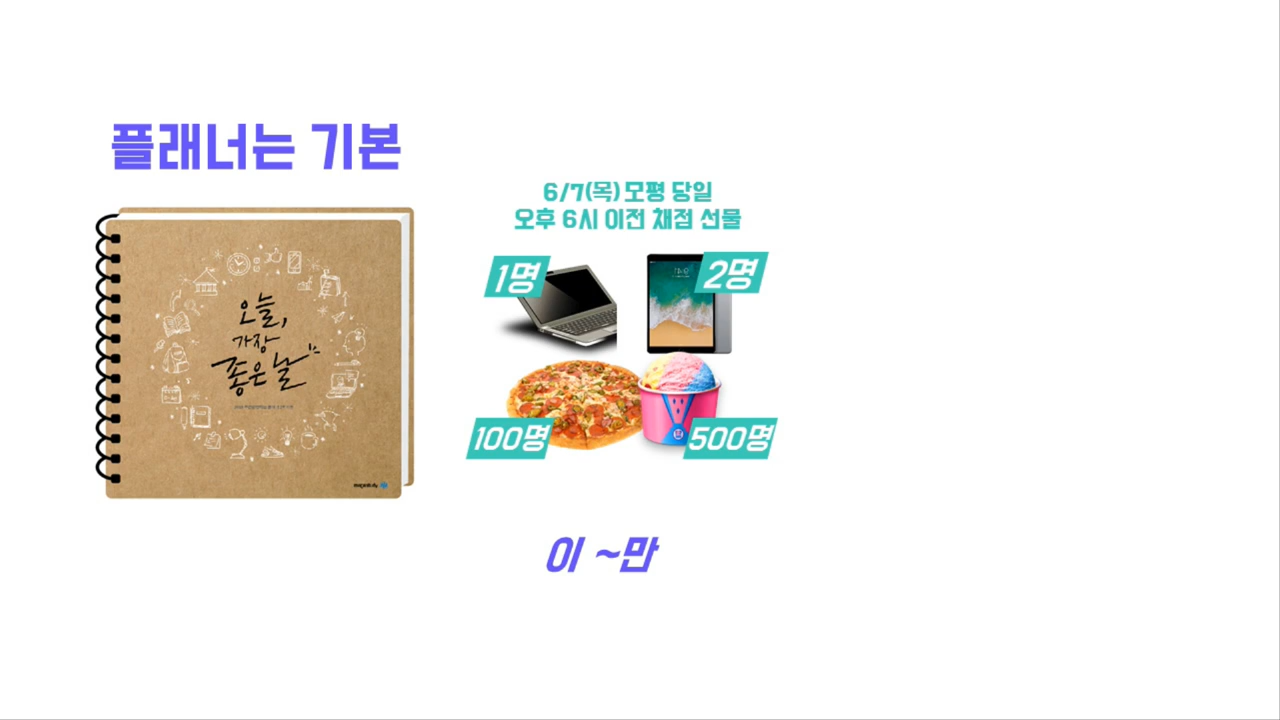 플래너는 기본
오늘,
가장
좋은 날
6/7(목) 모평 당일
오후 6시 이전 채점 선물
1명
2명
100명
500명
이 ~만